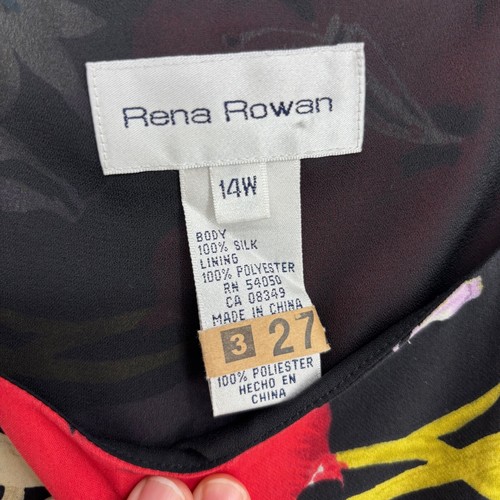 Rena Rowan
14W
BODY
100% SILK
LINING
100% POLYESTER
RN 54050
CA 08349
MADE IN CHINA
3 27
100% POLIESTER
HECHO EN
CHINA